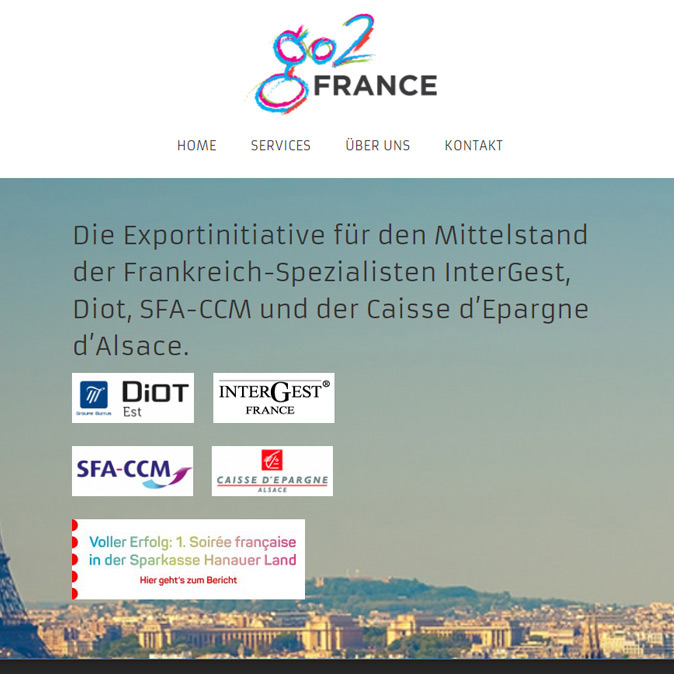 go2
FRANCE
HOME SERVICES ÜBER UNS KONTAKT
Die Exportinitiative für den Mittelstand
der Frankreich-Spezialisten InterGest,
Diot, SFA-CCM und der Caisse d’Epargne
d’Alsace.
DiOT
Est
Groupe Burrus
INTERGEST®
FRANCE
SFA-CCM
CAISSE D'EPARGNE
ALSACE
Voller Erfolg: 1. Soirée française
in der Sparkasse Hanauer Land
Hier geht's zum Bericht